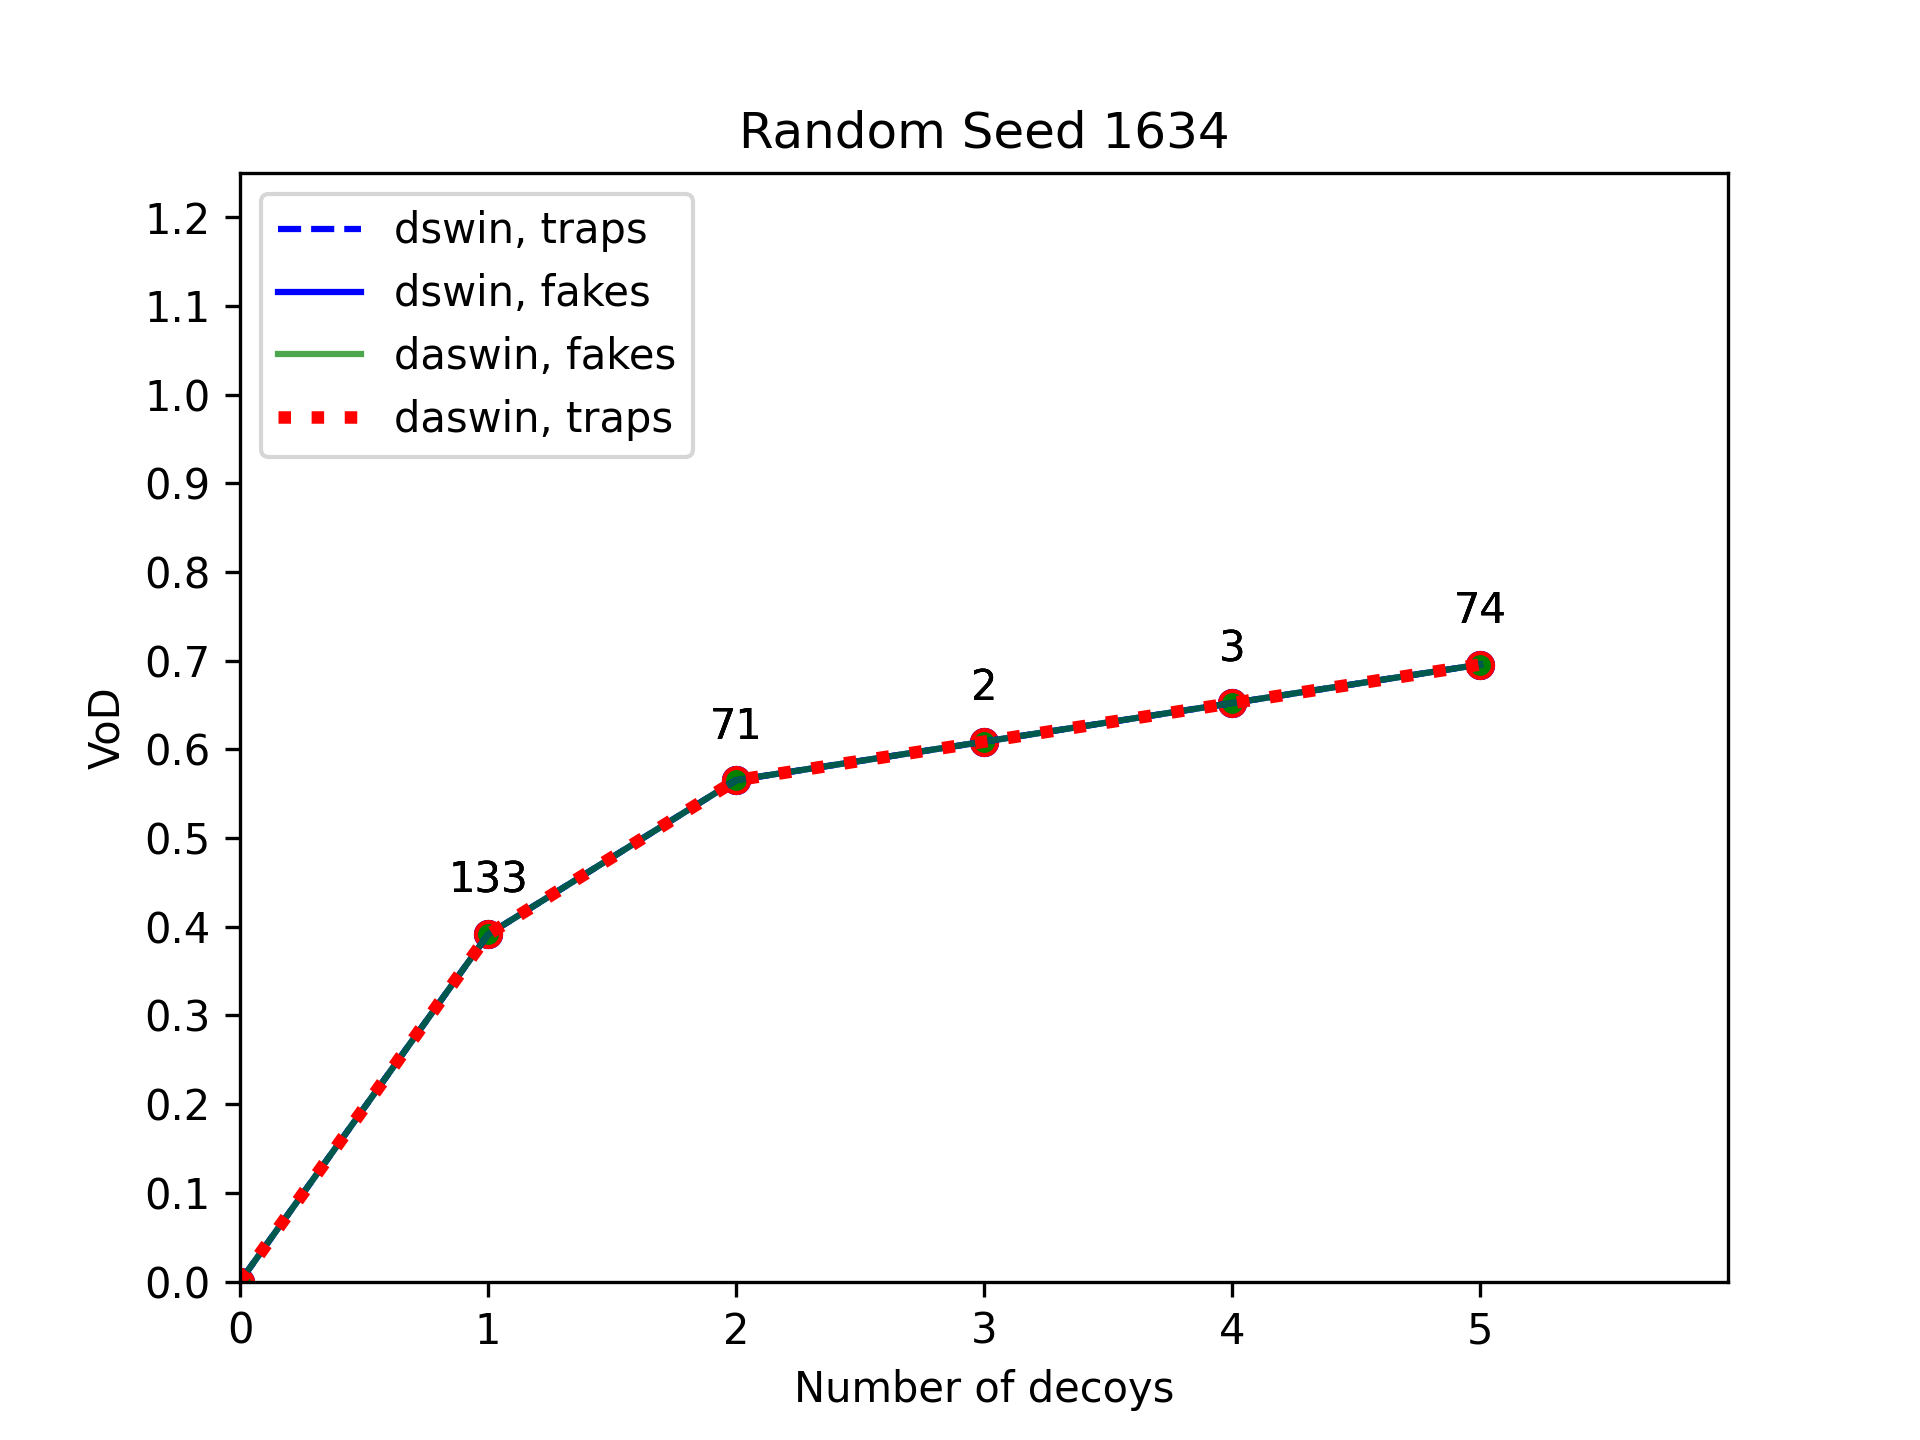 Random Seed 1634
dswin, traps
dswin, fakes
daswin, fakes
daswin, traps
1.2
1.1
1.0
0.9
0.8
0.7
0.6
0.5
0.4
0.3
0.2
0.1
0.0
VoD
133
71
2
3
74
0 1 2 3 4 5
Number of decoys